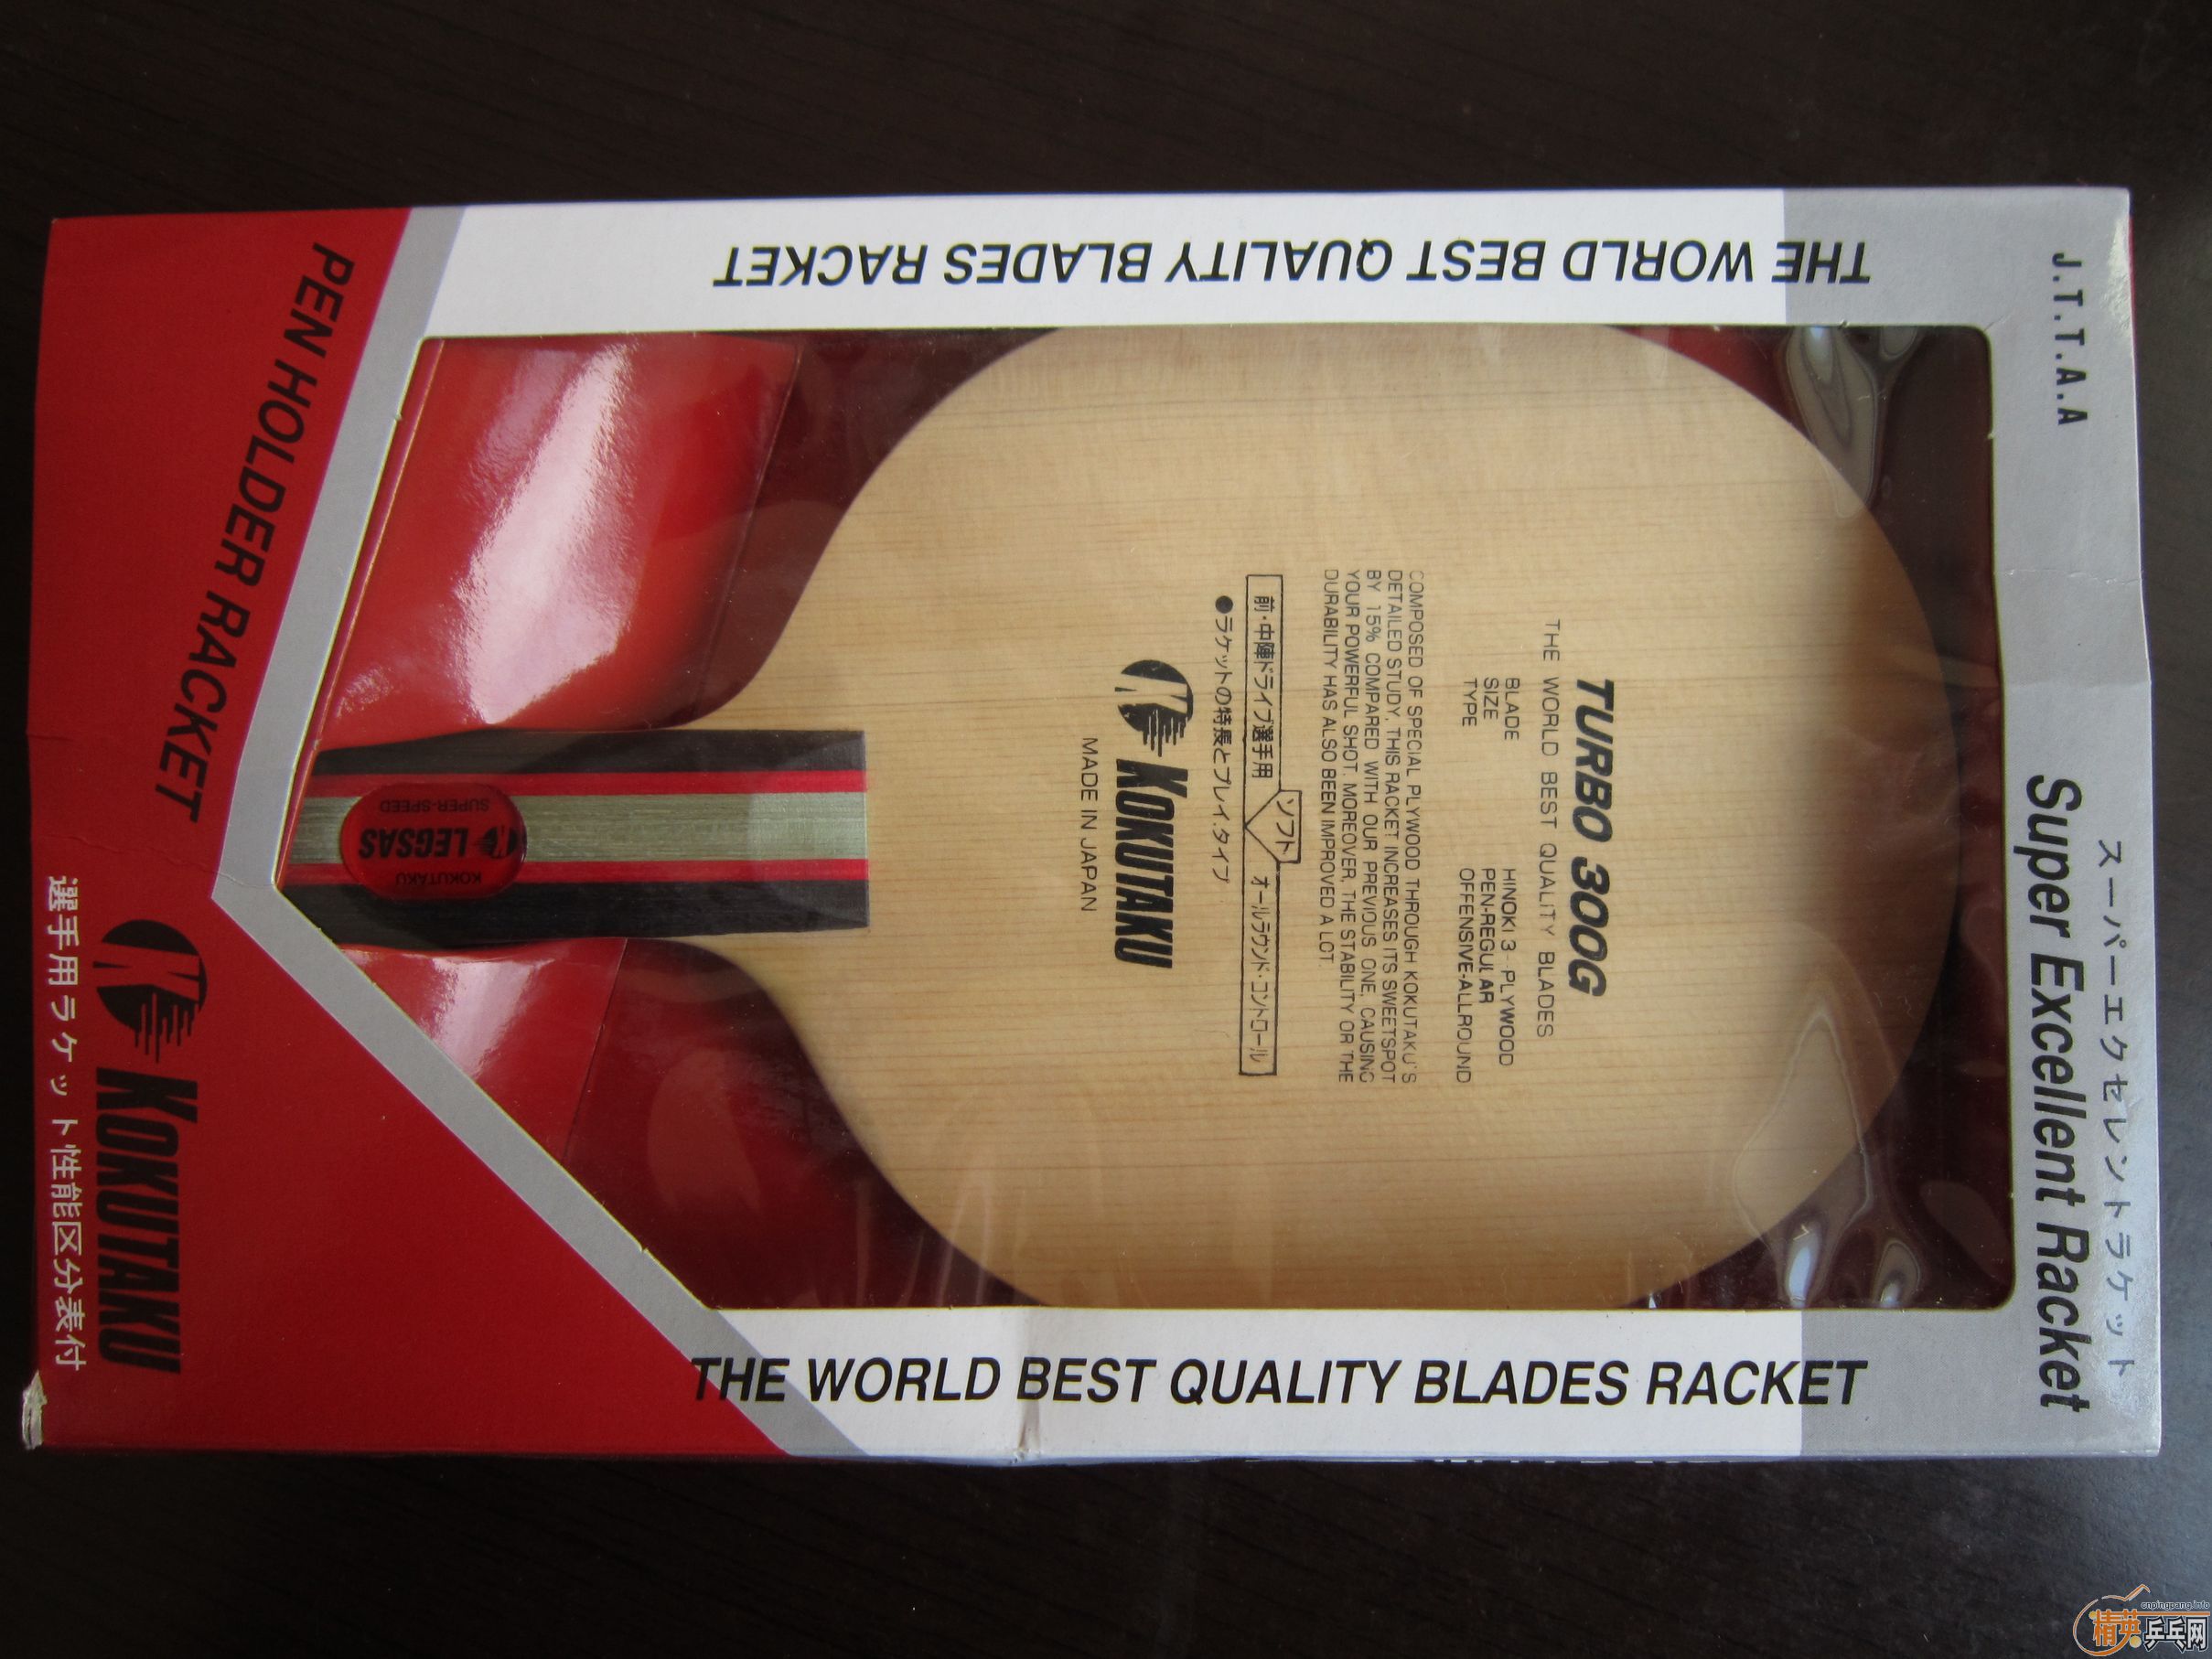 J.T.T.A.A
スーパーエクセレントラケット
Super Excellent Racket
THE WORLD BEST QUALITY BLADES RACKET
THE WORLD BEST QUALITY BLADES RACKET
TURBO 300G
THE WORLD BEST QUALITY BLADES
BLADE HINOKI 3-PLYWOOD
SIZE PEN-REGULAR
TYPE OFFENSIVE-ALLROUND
COMPOSED OF SPECIAL PLYWOOD THROUGH KOKUTAKU'S
DETAILED STUDY, THIS RACKET INCREASES ITS SWEETSPOT
BY 15% COMPARED WITH OUR PREVIOUS ONE, CAUSING
YOUR POWERFUL SHOT. MOREOVER, THE STABILITY OR THE
DURABILITY HAS ALSO BEEN IMPROVED A LOT.
ソフト
前・中陣ドライブ選手用 オールラウンド・コントロール
●ラケットの特長とプレイ.タイプ
KOKUTAKU
MADE IN JAPAN
KOKUTAKU
LEGSAS
SUPER-SPEED
PEN HOLDER RACKET
KOKUTAKU
選手用ラケット性能区分表付
cnpingpang.info
精英乒乓网